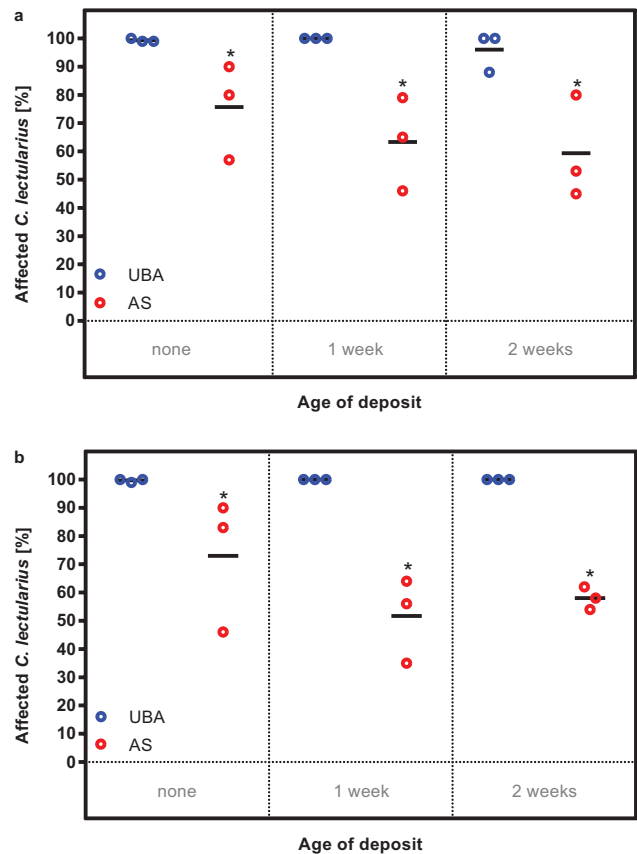 a
Affected C. lectularius [%]
100
90
80
70
60
50
40
30
20
10
0
*
*
*
UBA
AS
none 1 week 2 weeks
Age of deposit
b
Affected C. lectularius [%]
100
90
80
70
60
50
40
30
20
10
0
*
*
*
UBA
AS
none 1 week 2 weeks
Age of deposit